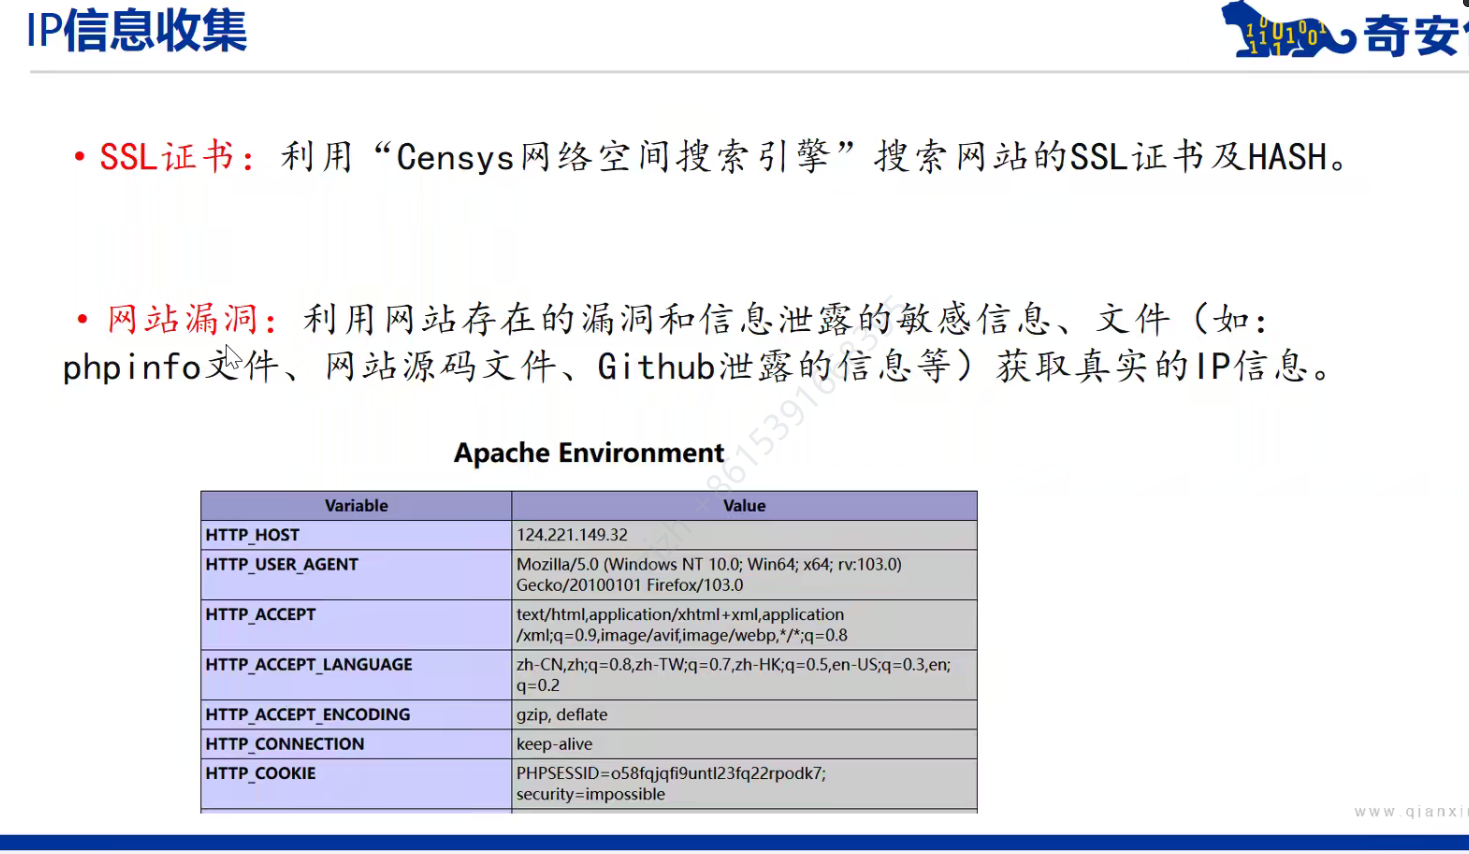 IP信息收集
奇安
• SSL证书：利用“Censys网络空间搜索引擎”搜索网站的SSL证书及HASH。
• 网站漏洞：利用网站存在的漏洞和信息泄露的敏感信息、文件（如：
phpinfo文件、网站源码文件、Github泄露的信息等）获取真实的IP信息。
Apache Environment
Variable Value
HTTP_HOST 124.221.149.32
HTTP_USER_AGENT Mozilla/5.0 (Windows NT 10.0; Win64; x64; rv:103.0)
Gecko/20100101 Firefox/103.0
HTTP_ACCEPT text/html,application/xhtml+xml,application
/xml;q=0.9,image/avif,image/webp,*/*;q=0.8
HTTP_ACCEPT_LANGUAGE zh-CN,zh;q=0.8,zh-TW;q=0.7,zh-HK;q=0.5,en-US;q=0.3,en;
q=0.2
HTTP_ACCEPT_ENCODING gzip, deflate
HTTP_CONNECTION keep-alive
HTTP_COOKIE PHPSESSID=o58fqjqfi9untl23fq22rpodk7;
security=impossible
www.qianxin